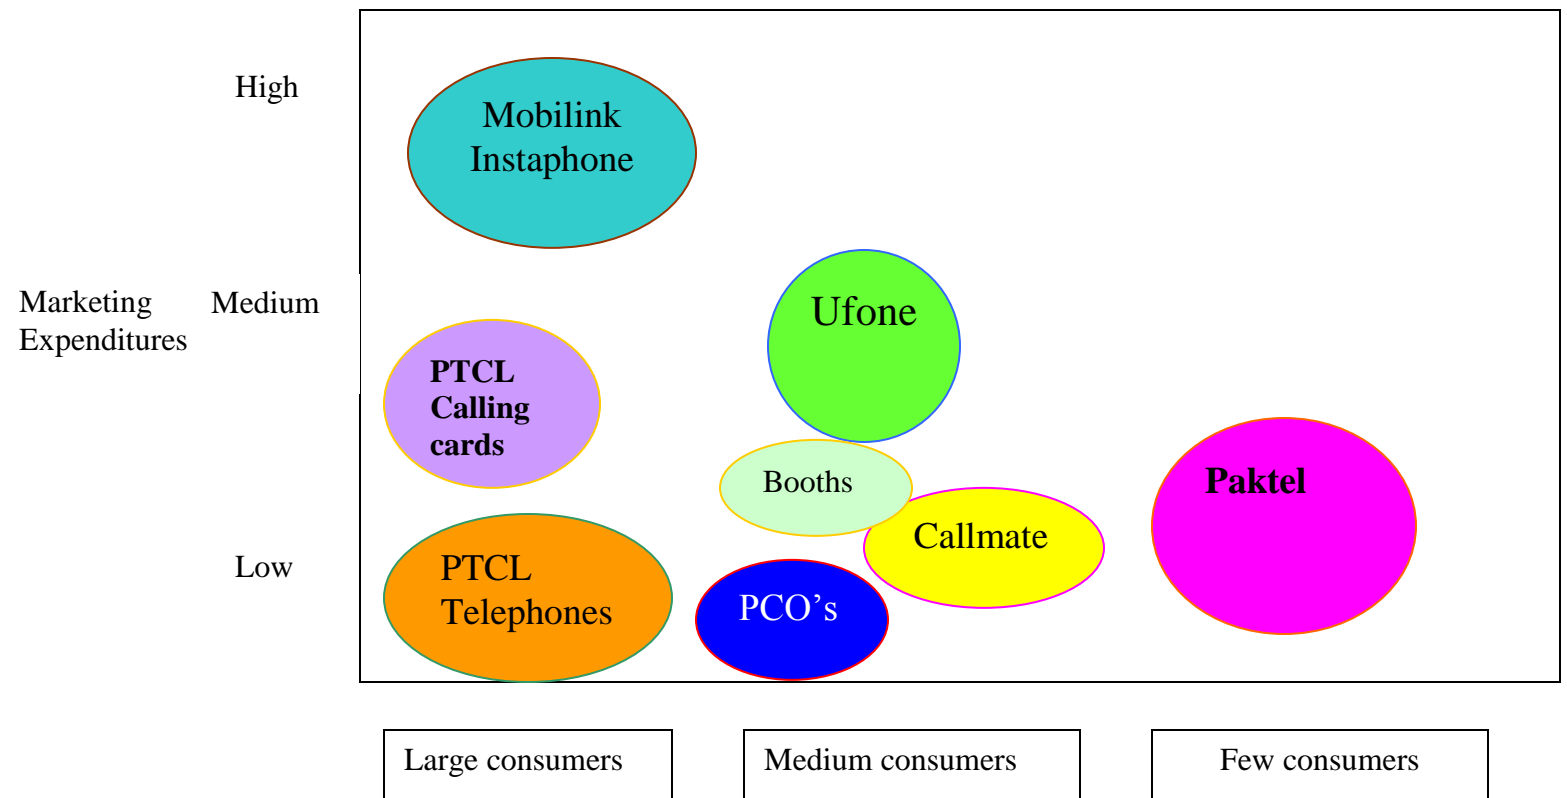 High
Mobilink
Instaphone
Marketing
Expenditures
Medium
Ufone
PTCL
Calling
cards
Booths
Paktel
Callmate
Low
PTCL
Telephones
PCO’s
Large consumers
Medium consumers
Few consumers